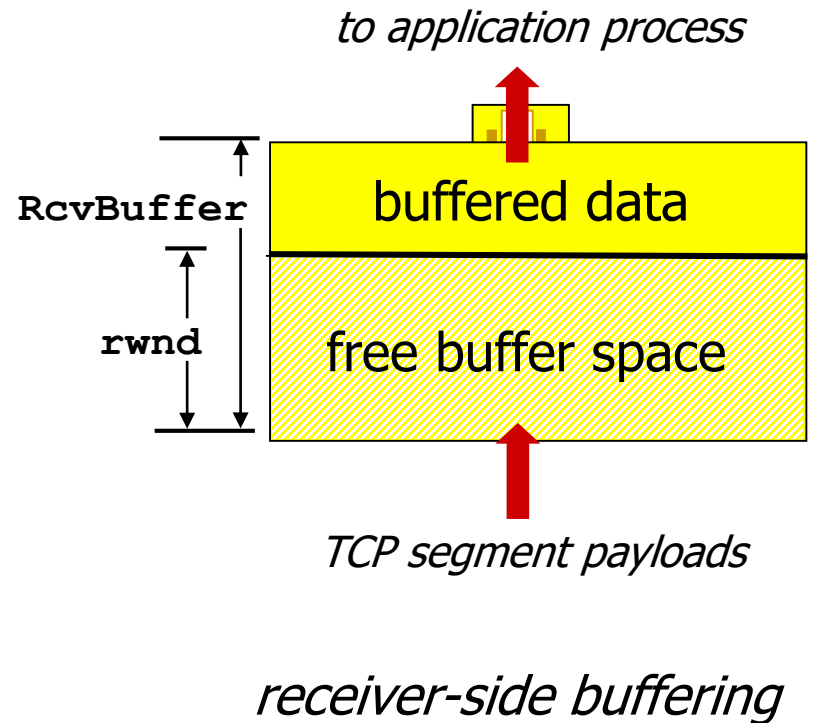 to application process
RcvBuffer
buffered data
rwnd
free buffer space
TCP segment payloads
receiver-side buffering